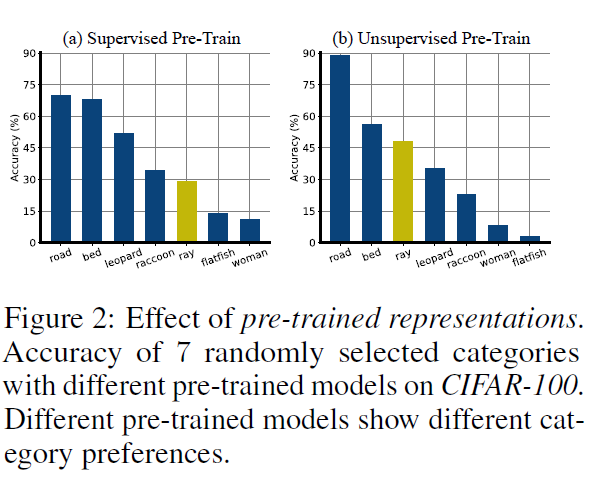 (a) Supervised Pre-Train
90
75
60
45
30
15
0
Accuracy (%)
road bed leopard raccoon ray flatfish woman
(b) Unsupervised Pre-Train
90
75
60
45
30
15
0
Accuracy (%)
road bed ray leopard raccoon woman flatfish
Figure 2: Effect of pre-trained representations.
Accuracy of 7 randomly selected categories
with different pre-trained models on CIFAR-100.
Different pre-trained models show different cat-
egory preferences.